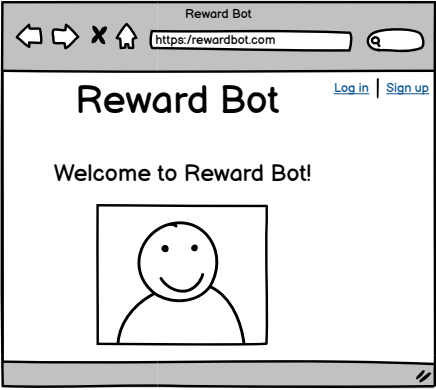 Reward Bot
https:/rewardbot.com
Log in | Sign up
Reward Bot
Welcome to Reward Bot!